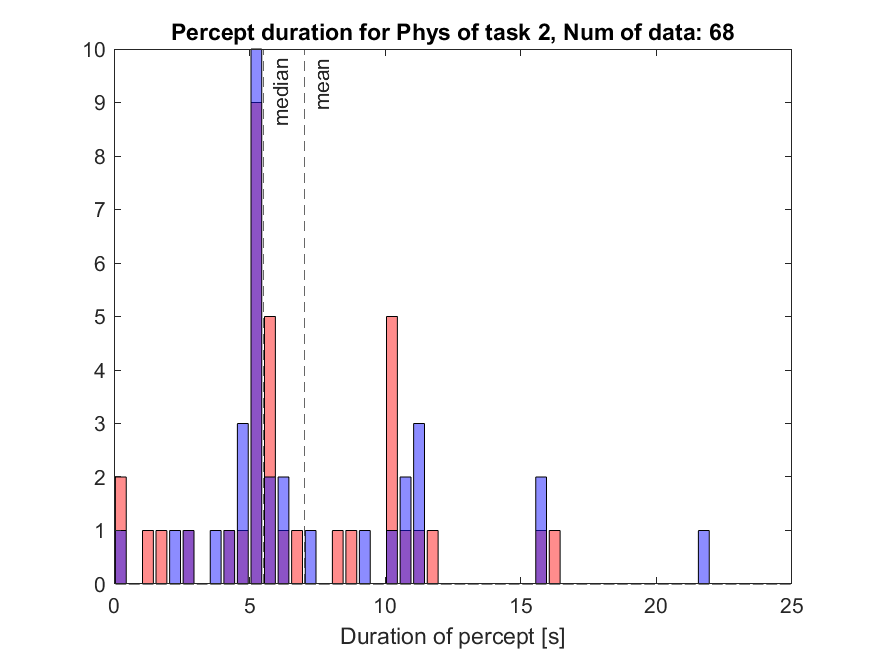 Percept duration for Phys of task 2, Num of data: 68
10
9
8
7
6
5
4
3
2
1
0
median
mean
0 5 10 15 20 25
Duration of percept [s]